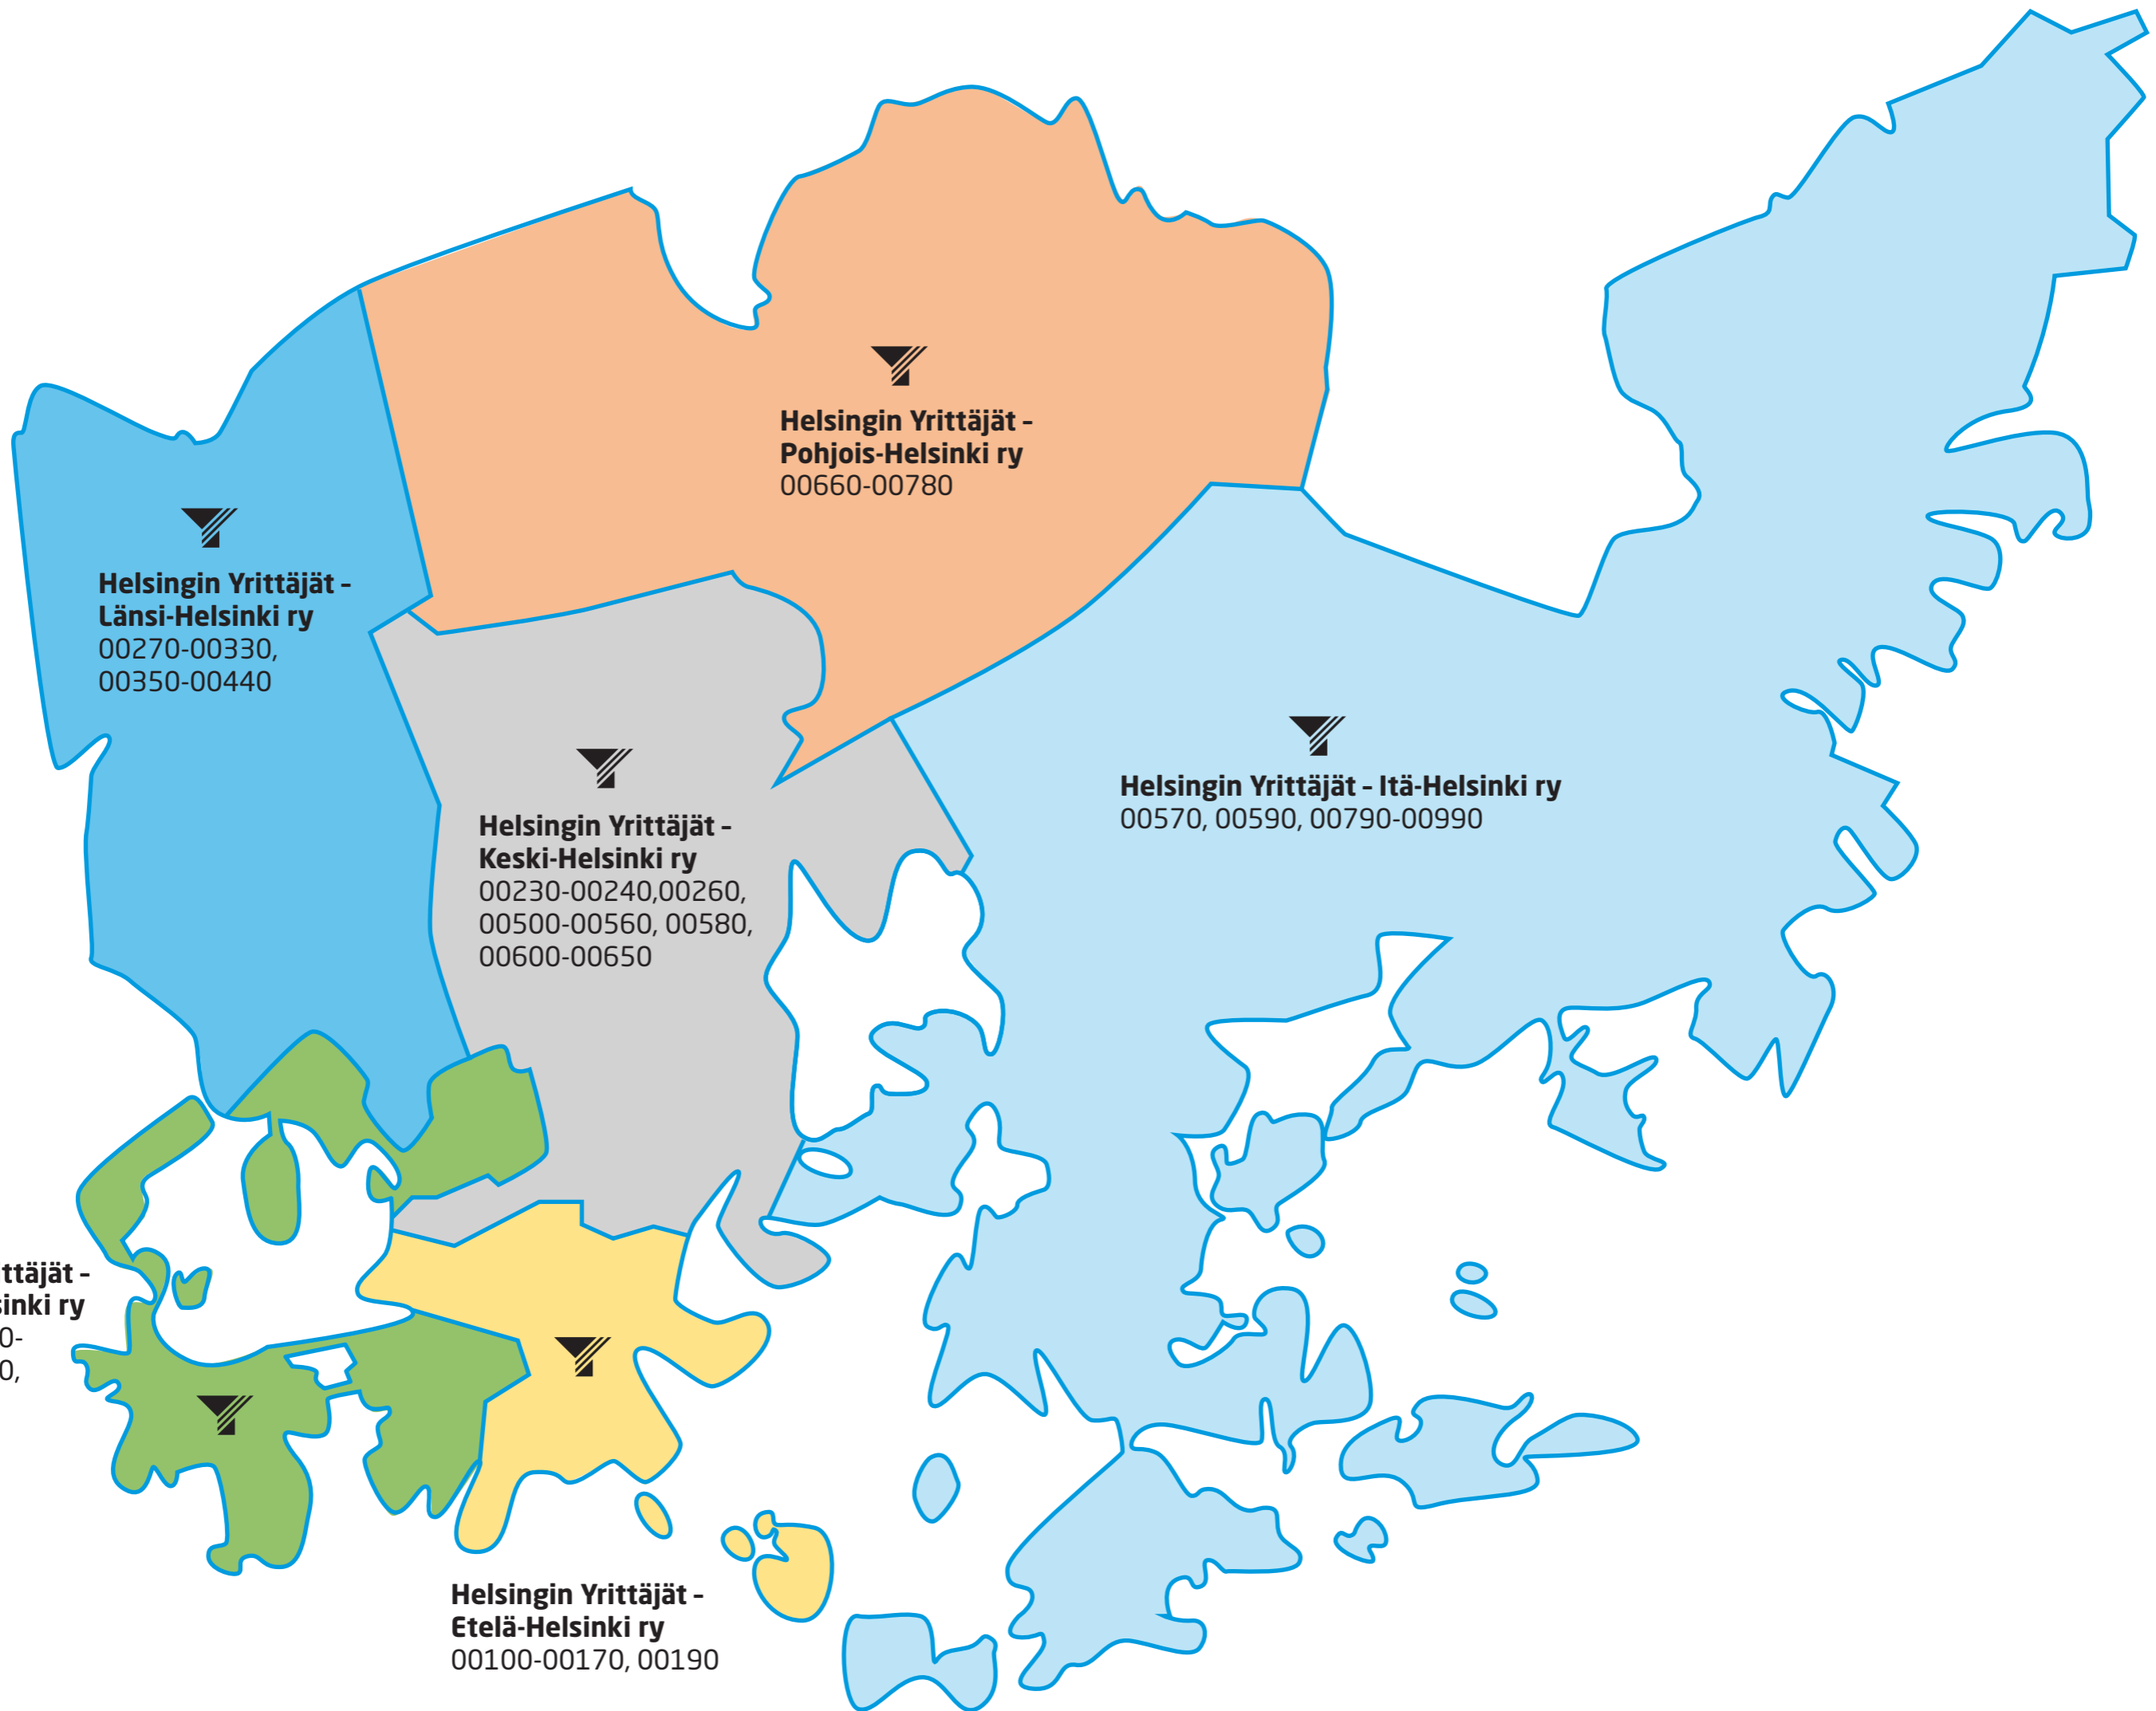 Helsingin Yrittäjät –
Pohjois-Helsinki ry
00660-00780
Helsingin Yrittäjät –
Länsi-Helsinki ry
00270-00330,
00350-00440
Helsingin Yrittäjät – Itä-Helsinki ry
00570, 00590, 00790-00990
Helsingin Yrittäjät –
Keski-Helsinki ry
00230-00240,00260,
00500-00560, 00580,
00600-00650
ttäjät –
sinki ry
0-
0,
Helsingin Yrittäjät –
Etelä-Helsinki ry
00100-00170, 00190